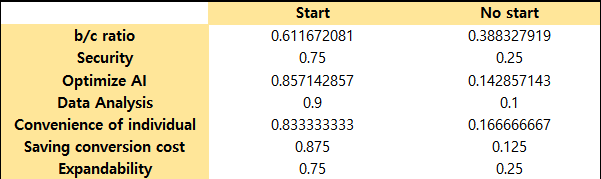 Start No start
b/c ratio 0.611672081 0.388327919
Security 0.75 0.25
Optimize AI 0.857142857 0.142857143
Data Analysis 0.9 0.1
Convenience of individual 0.833333333 0.166666667
Saving conversion cost 0.875 0.125
Expandability 0.75 0.25